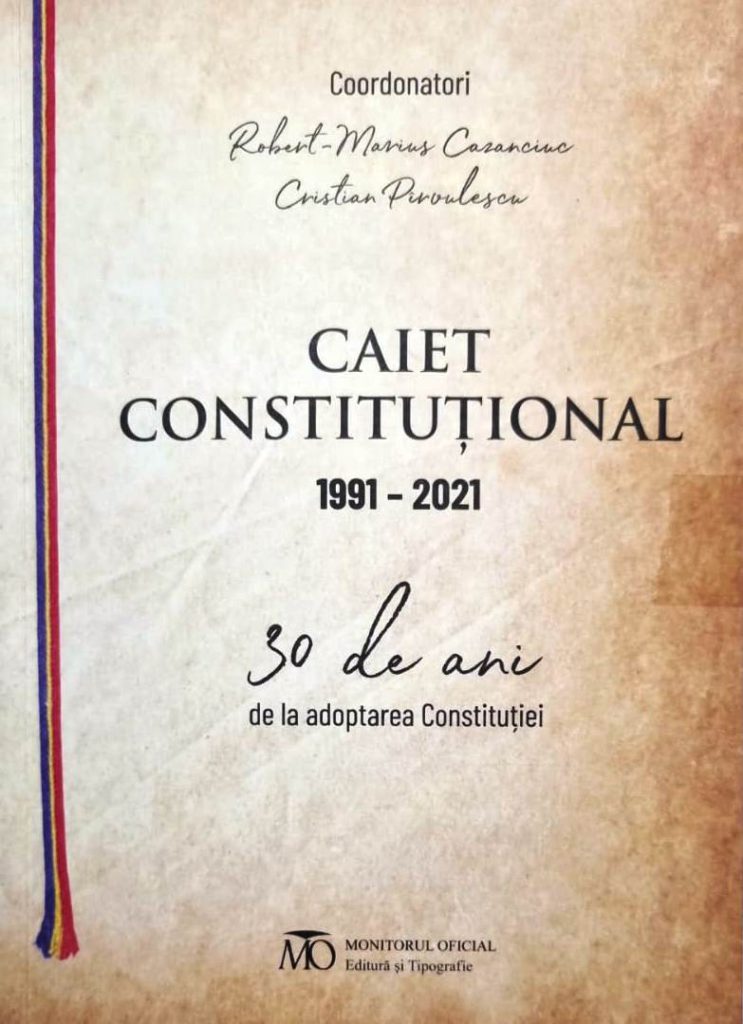 Coordonatori
Robert-Marius Cazanciuc
Cristian Pîrvulescu
CAIET
CONSTITUȚIONAL
1991 – 2021
30 de ani
de la adoptarea Constituției
MO MONITORUL OFICIAL
Editură și Tipografie